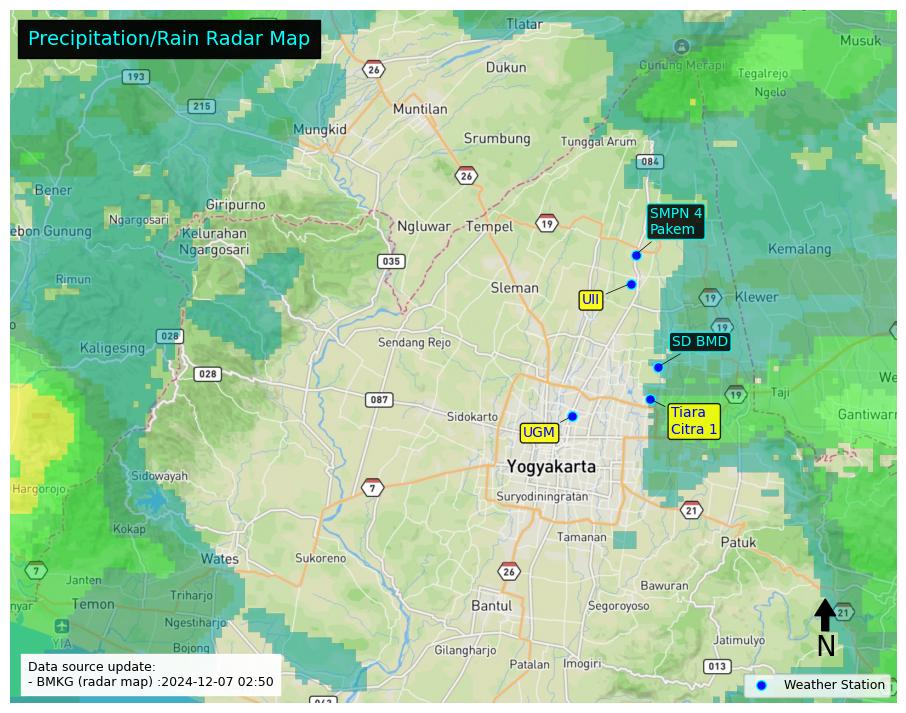 Precipitation/Rain Radar Map
Tlatar
Musuk
26
Dukun
Gunung Merapi
Tegalrejo
193
Ngelo
215
Muntilan
Mungkid
Srumbung
Tunggal Arum
084
26
Bener
Giripurno
SMPN 4
Pakem
Ngargosari
Ngluwar
Tempel
19
ebon Gunung
Kelurahan
Ngargosari
Kemalang
035
Rimun
Sleman
UII
19
Klewer
19
028
Sendang Rejo
SD BMD
Kaligesing
028
087
19
Taji
We
Sidokarto
Tiara
Citra 1
Gantiwarn
UGM
Yogyakarta
Sidowayah
Hargorojo
7
Suryodiningratan
21
Kokap
Tamanan
Patuk
Wates
Sukoreno
7
26
Janten
Bawuran
Triharjo
nyar
Temon
Bantul
Segoroyoso
21
Ngestiharjo
N
YIA
Jatimulyo
Bojong
Gilangharjo
Patalan
Imogiri
013
Data source update:
- BMKG (radar map) :2024-12-07 02:50
Weather Station